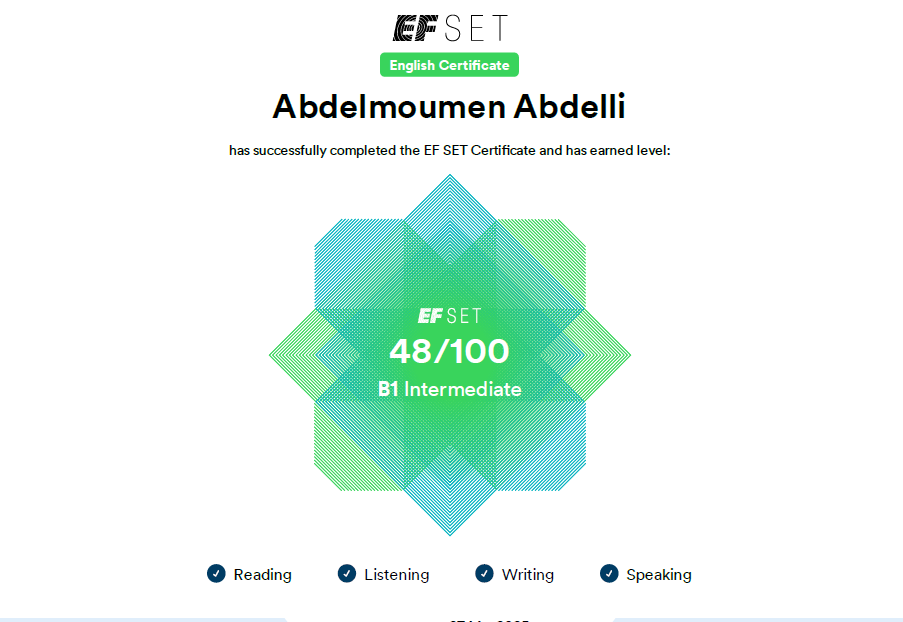 EF SET
English Certificate
Abdelmoumen Abdelli
has successfully completed the EF SET Certificate and has earned level:
EF SET
48/100
B1 Intermediate
Reading Listening Writing Speaking